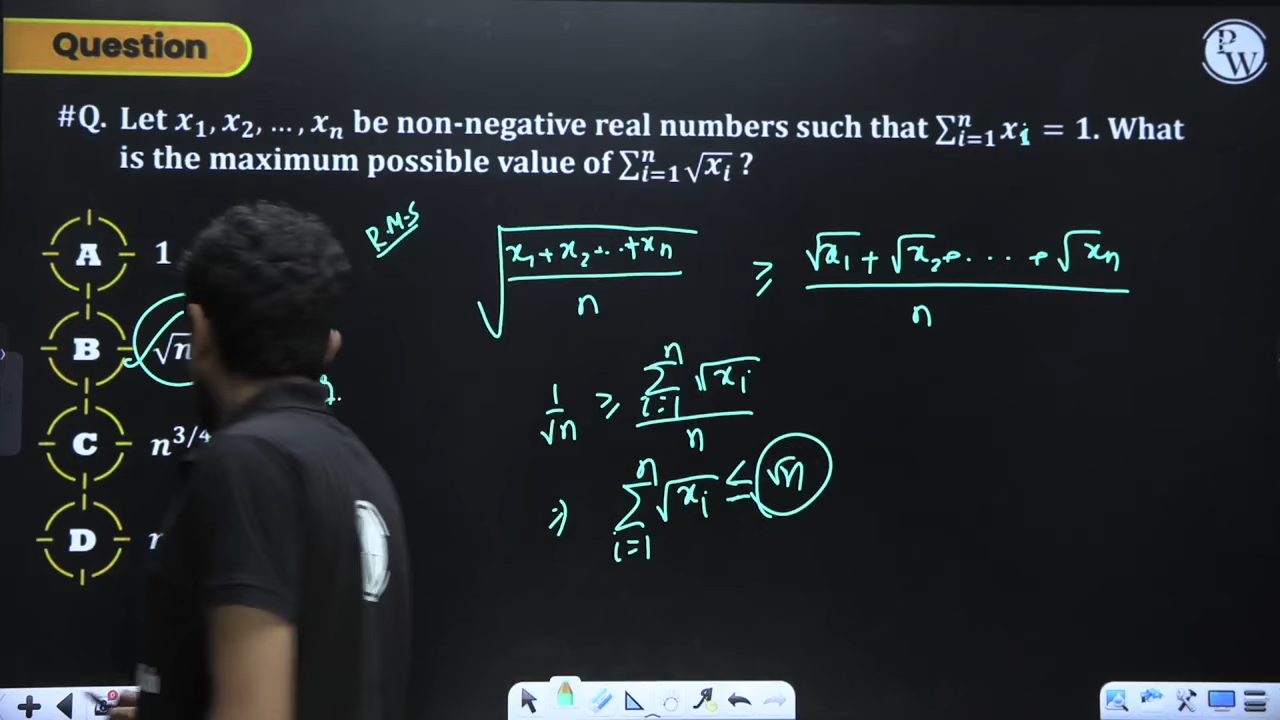 Question
PW
#Q. Let x₁, x₂, ..., xₙ be non-negative real numbers such that ∑ⁿᵢ₌₁ xᵢ = 1. What
is the maximum possible value of ∑ⁿᵢ₌₁ √xᵢ ?
R.M.S
√((x₁ + x₂ ... + xₙ)/n) ≥ (√x₁ + √x₂ + ... + √xₙ)/n
A 1
B √n
1/√n ≥ (∑ⁿᵢ₌₁ √xᵢ)/n
C n^3/4
⇒ ∑ⁿᵢ₌₁ √xᵢ ≤ √n
D